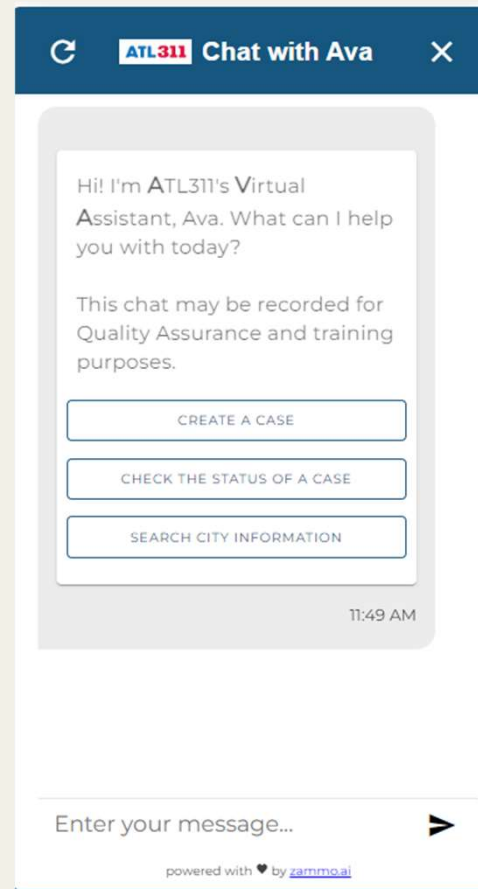 ATL311 Chat with Ava
Hi! I'm ATL311's Virtual
Assistant, Ava. What can I help
you with today?
This chat may be recorded for
Quality Assurance and training
purposes.
CREATE A CASE
CHECK THE STATUS OF A CASE
SEARCH CITY INFORMATION
11:49 AM
Enter your message...
powered with ♥ by zammo.ai